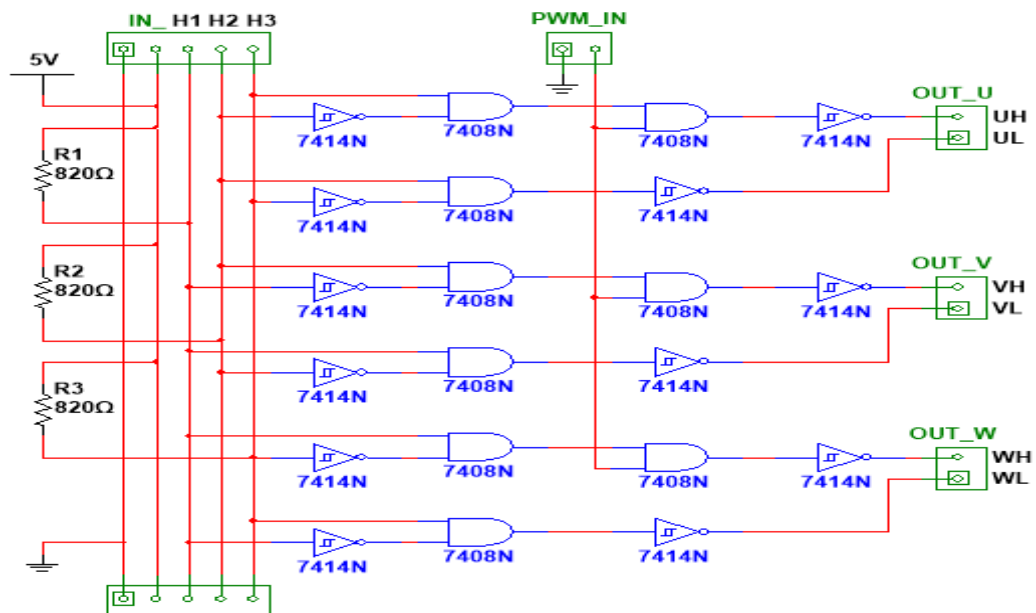 IN_ H1 H2 H3
PWM_IN
5V
OUT_U
7414N
7408N
7408N
7414N
UH
UL
R1
820Ω
7414N
7408N
7414N
OUT_V
R2
820Ω
7414N
7408N
7408N
7414N
VH
VL
7414N
7408N
7414N
R3
820Ω
OUT_W
7414N
7408N
7408N
7414N
WH
WL
7414N
7408N
7414N